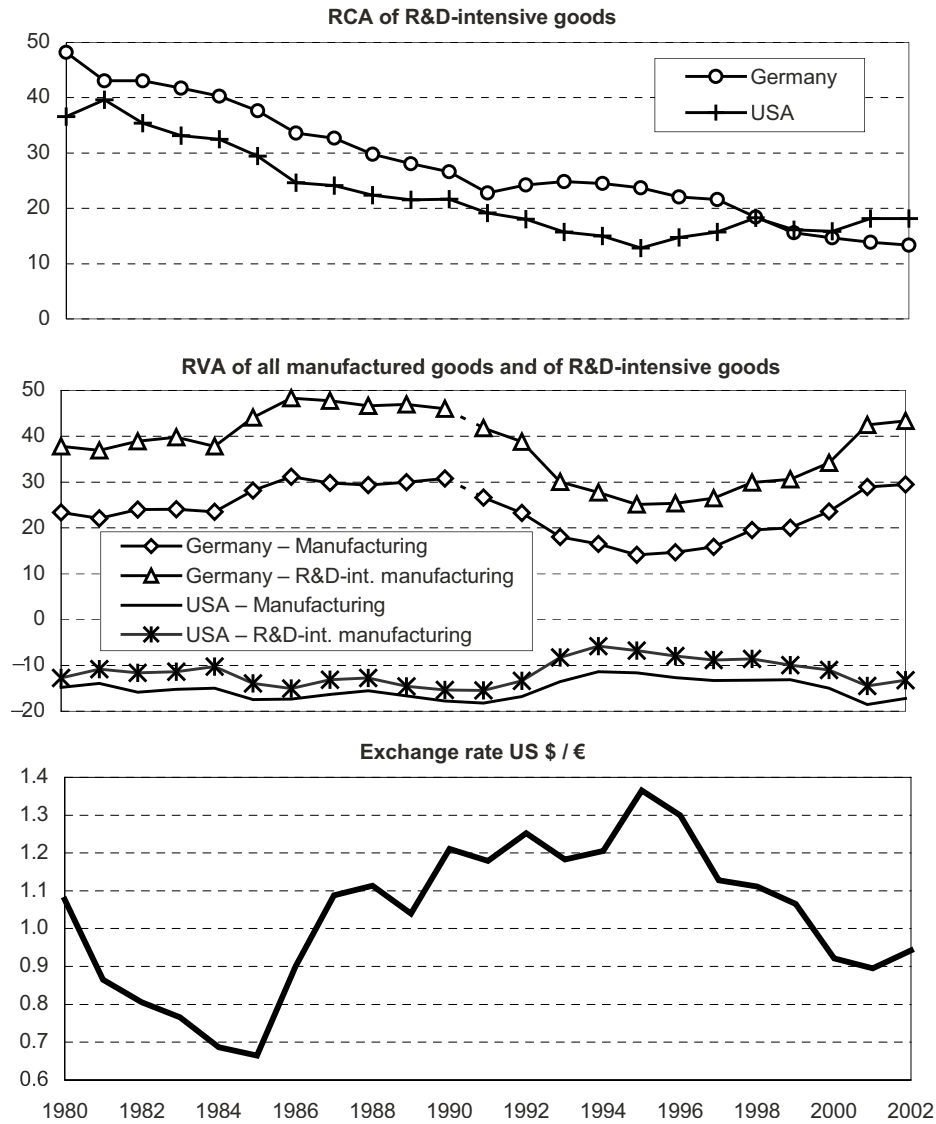 RCA of R&D-intensive goods
50
40
30
20
10
0
Germany
USA
RVA of all manufactured goods and of R&D-intensive goods
50
40
30
20
10
0
–10
–20
Germany – Manufacturing
Germany – R&D-int. manufacturing
USA – Manufacturing
USA – R&D-int. manufacturing
Exchange rate US $ / €
1.4
1.3
1.2
1.1
1.0
0.9
0.8
0.7
0.6
1980 1982 1984 1986 1988 1990 1992 1994 1996 1998 2000 2002